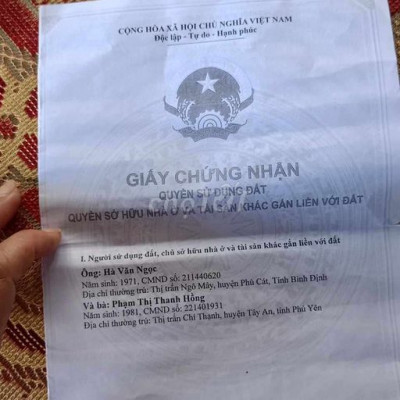 CỘNG HÒA XÃ HỘI CHỦ NGHĨA VIỆT NAM
Độc lập - Tự do - Hạnh phúc
GIẤY CHỨNG NHẬN
QUYỀN SỬ DỤNG ĐẤT
QUYỀN SỞ HỮU NHÀ Ở VÀ TÀI SẢN KHÁC GẮN LIỀN VỚI ĐẤT
I. Người sử dụng đất, chủ sở hữu nhà ở và tài sản khác gắn liền với đất
Ông: Hà Văn Ngọc
Năm sinh: 1971, CMND số: 211440620
Địa chỉ thường trú: Thị trấn Ngô Mây, huyện Phù Cát, Tỉnh Bình Định
Và bà: Phạm Thị Thanh Hồng
Năm sinh: 1981, CMND số: 221401931
Địa chỉ thường trú: Thị trấn Chí Thạnh, huyện Tây An, tỉnh Phú Yên